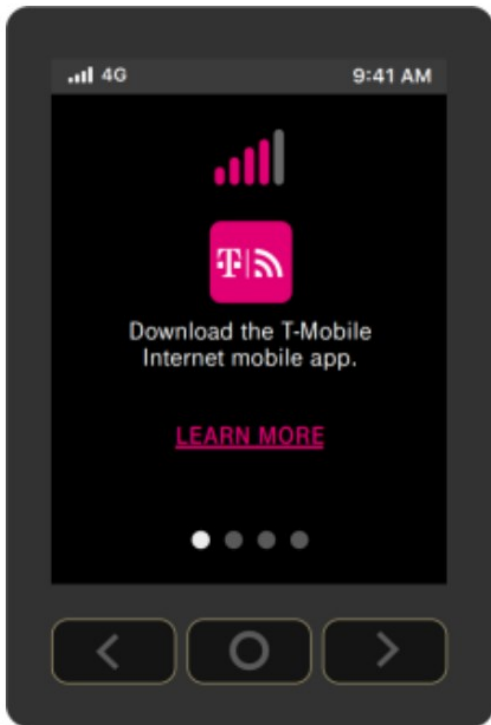 4G 9:41 AM
T
Download the T-Mobile
Internet mobile app.
LEARN MORE